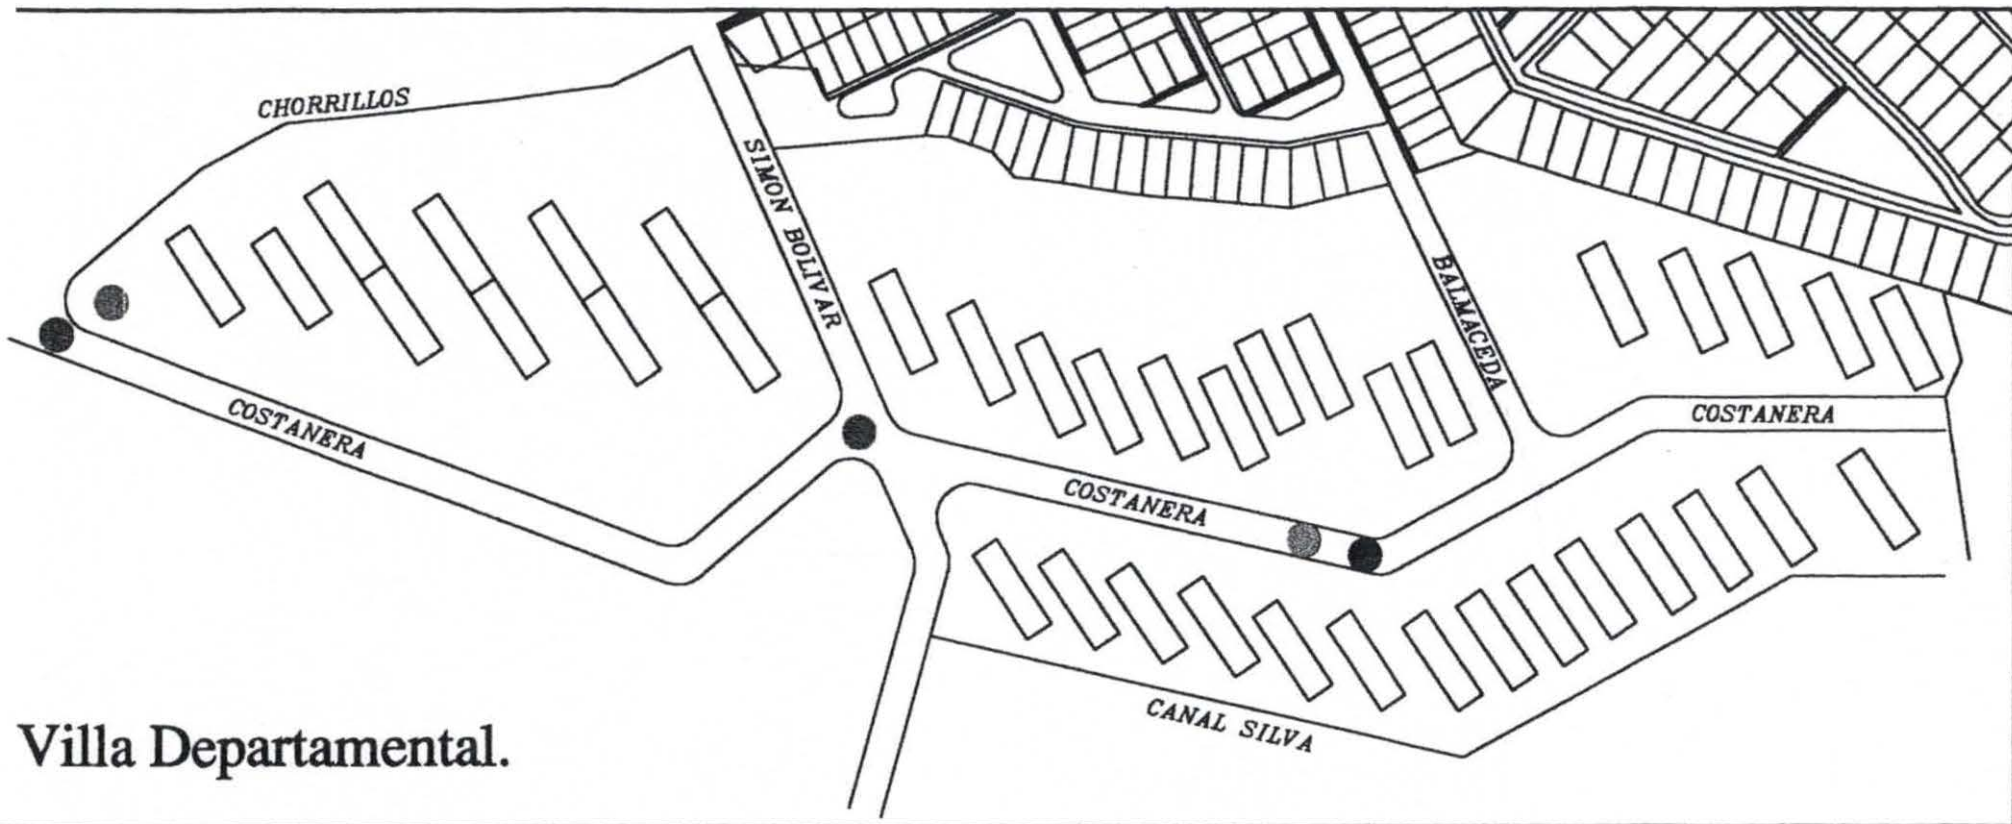 CHORRILLOS
SIMON BOLIVAR
BALMACEDA
COSTANERA
COSTANERA
COSTANERA
CANAL SILVA
Villa Departamental.